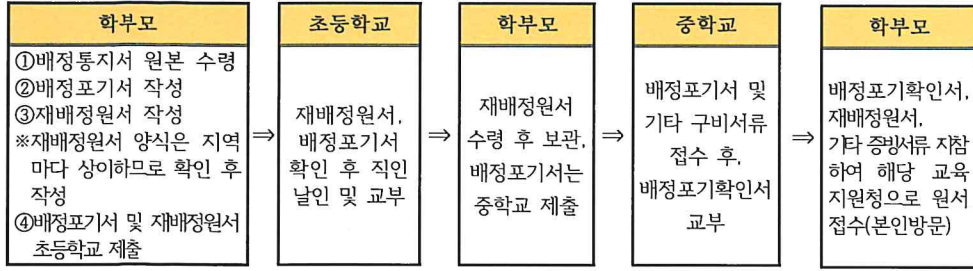 학부모
①배정통지서 원본 수령
②배정포기서 작성
③재배정원서 작성
※재배정원서 양식은 지역
마다 상이하므로 확인 후
작성
④배정포기서 및 재배정원서
초등학교 제출
⇒
초등학교
재배정원서,
배정포기서
확인 후 직인
날인 및 교부
⇒
학부모
재배정원서
수령 후 보관,
배정포기서는
중학교 제출
⇒
중학교
배정포기서 및
기타 구비서류
접수 후,
배정포기확인서
교부
⇒
학부모
배정포기확인서,
재배정원서,
기타 증빙서류 지참
하여 해당 교육
지원청으로 원서
접수(본인방문)